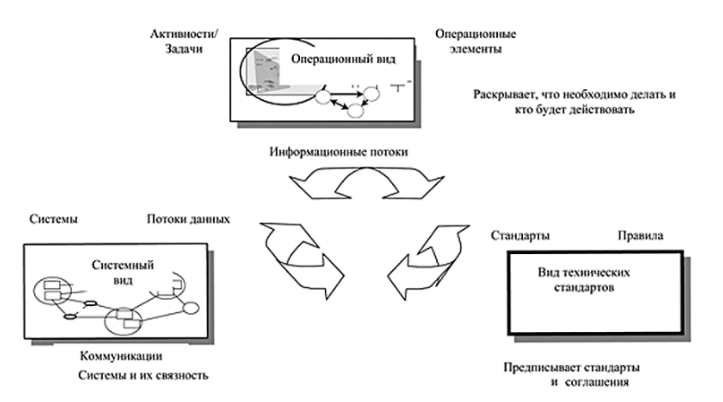 Активности/
Задачи
Операционные
элементы
Операционный вид
Раскрывает, что необходимо делать и
кто будет действовать
Информационные потоки
Системы
Потоки данных
Стандарты
Правила
Системный
вид
Вид технических
стандартов
Коммуникации
Системы и их связность
Предписывает стандарты
и соглашения